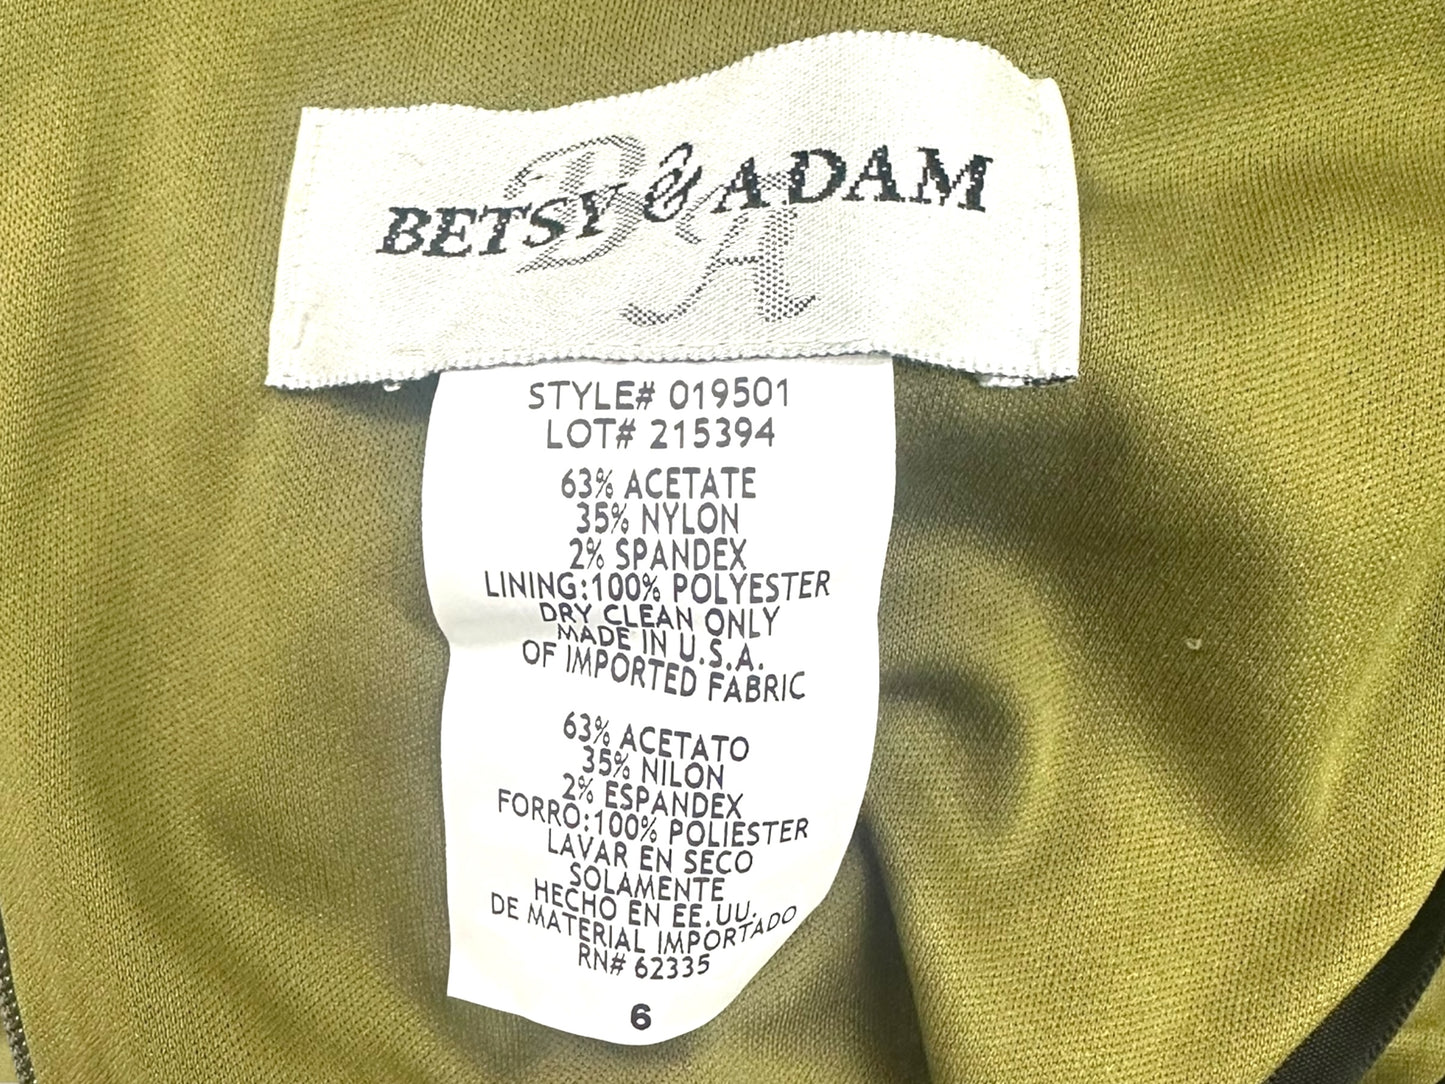 BETSY & ADAM
BA
STYLE# 019501
LOT# 215394
63% ACETATE
35% NYLON
2% SPANDEX
LINING:100% POLYESTER
DRY CLEAN ONLY
MADE IN U.S.A.
OF IMPORTED FABRIC
63% ACETATO
35% NILON
2% ESPANDEX
FORRO:100% POLIESTER
LAVAR EN SECO
SOLAMENTE
HECHO EN EE.UU.
DE MATERIAL IMPORTADO
RN# 62335
6